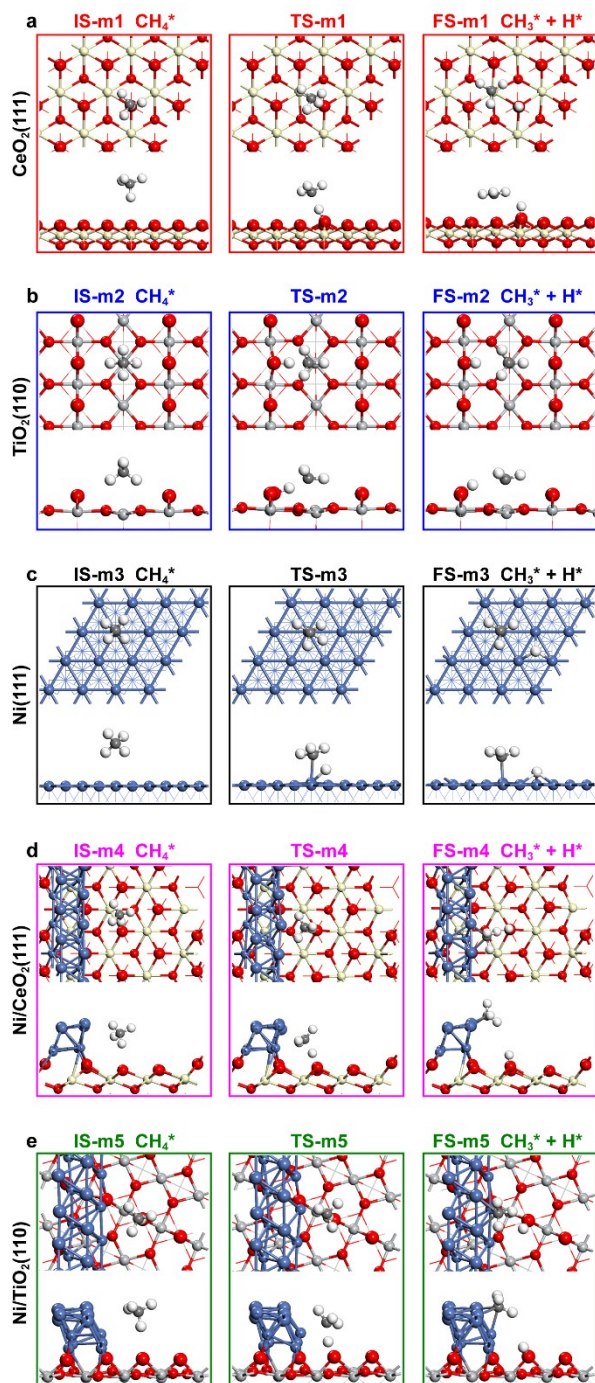 a IS-m1 CH₄* TS-m1 FS-m1 CH₃* + H*
CeO₂(111)
b IS-m2 CH₄* TS-m2 FS-m2 CH₃* + H*
TiO₂(110)
c IS-m3 CH₄* TS-m3 FS-m3 CH₃* + H*
Ni(111)
d IS-m4 CH₄* TS-m4 FS-m4 CH₃* + H*
Ni/CeO₂(111)
e IS-m5 CH₄* TS-m5 FS-m5 CH₃* + H*
Ni/TiO₂(110)